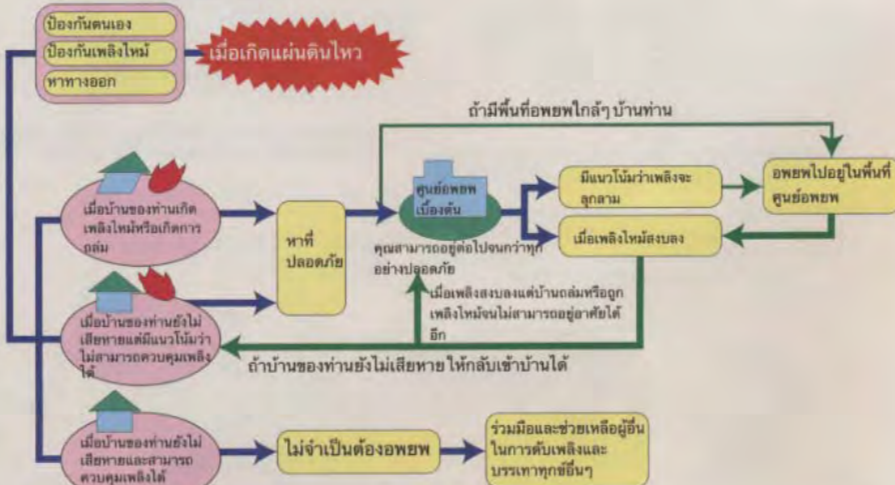 ป้องกันตนเอง
ป้องกันเพลิงไหม้
หาทางออก
เมื่อเกิดแผ่นดินไหว
ถ้ามีพื้นที่อพยพใกล้ๆ บ้านท่าน
เมื่อบ้านของท่านเกิด
เพลิงไหม้หรือเกิดการ
ถล่ม
หาที่
ปลอดภัย
ศูนย์อพยพ
เบื้องต้น
คุณสามารถอยู่ต่อไปจนกว่าทุก
อย่างปลอดภัย
มีแนวโน้มว่าเพลิงจะ
ลุกลาม
อพยพไปอยู่ในพื้นที่
ศูนย์อพยพ
เมื่อเพลิงไหม้สงบลง
เมื่อเพลิงสงบลงแต่บ้านถล่มหรือถูก
เพลิงไหม้จนไม่สามารถอยู่อาศัยได้
อีก
เมื่อบ้านของท่านยังไม่
เสียหายแต่มีแนวโน้มว่า
ไม่สามารถควบคุมเพลิง
ได้
ถ้าบ้านของท่านยังไม่เสียหาย ให้กลับเข้าบ้านได้
เมื่อบ้านของท่านยังไม่
เสียหายและสามารถ
ควบคุมเพลิงได้
ไม่จำเป็นต้องอพยพ
ร่วมมือและช่วยเหลือผู้อื่น
ในการดับเพลิงและ
บรรเทาทุกข์อื่นๆ